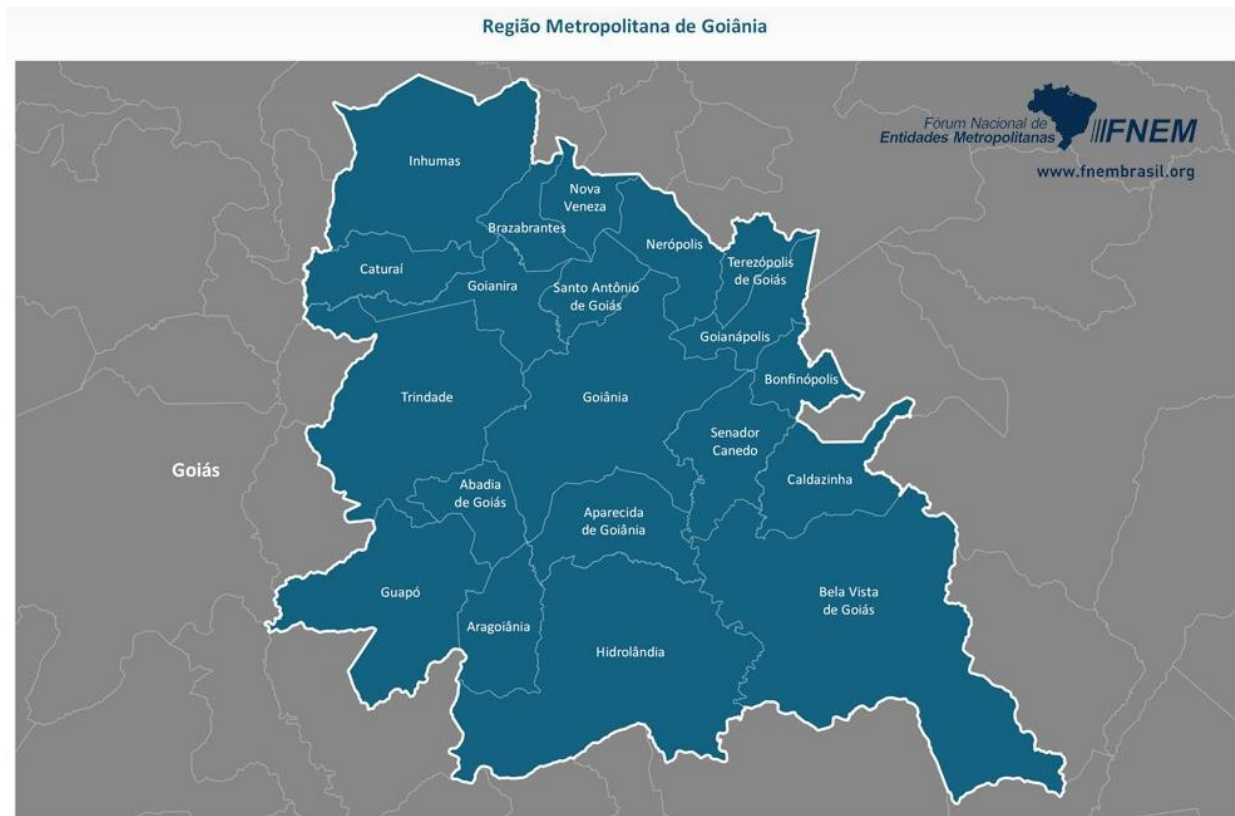 Região Metropolitana de Goiânia
Fórum Nacional de
Entidades Metropolitanas
FNEM
www.fnembrasil.org
Inhumas
Nova
Veneza
Brazabrantes
Nerópolis
Terezópolis
de Goiás
Caturaí
Goianira
Santo Antônio
de Goiás
Goianápolis
Bonfinópolis
Trindade
Goiânia
Senador
Canedo
Goiás
Abadia
de Goiás
Caldazinha
Aparecida
de Goiânia
Guapó
Bela Vista
de Goiás
Aragoiânia
Hidrolândia